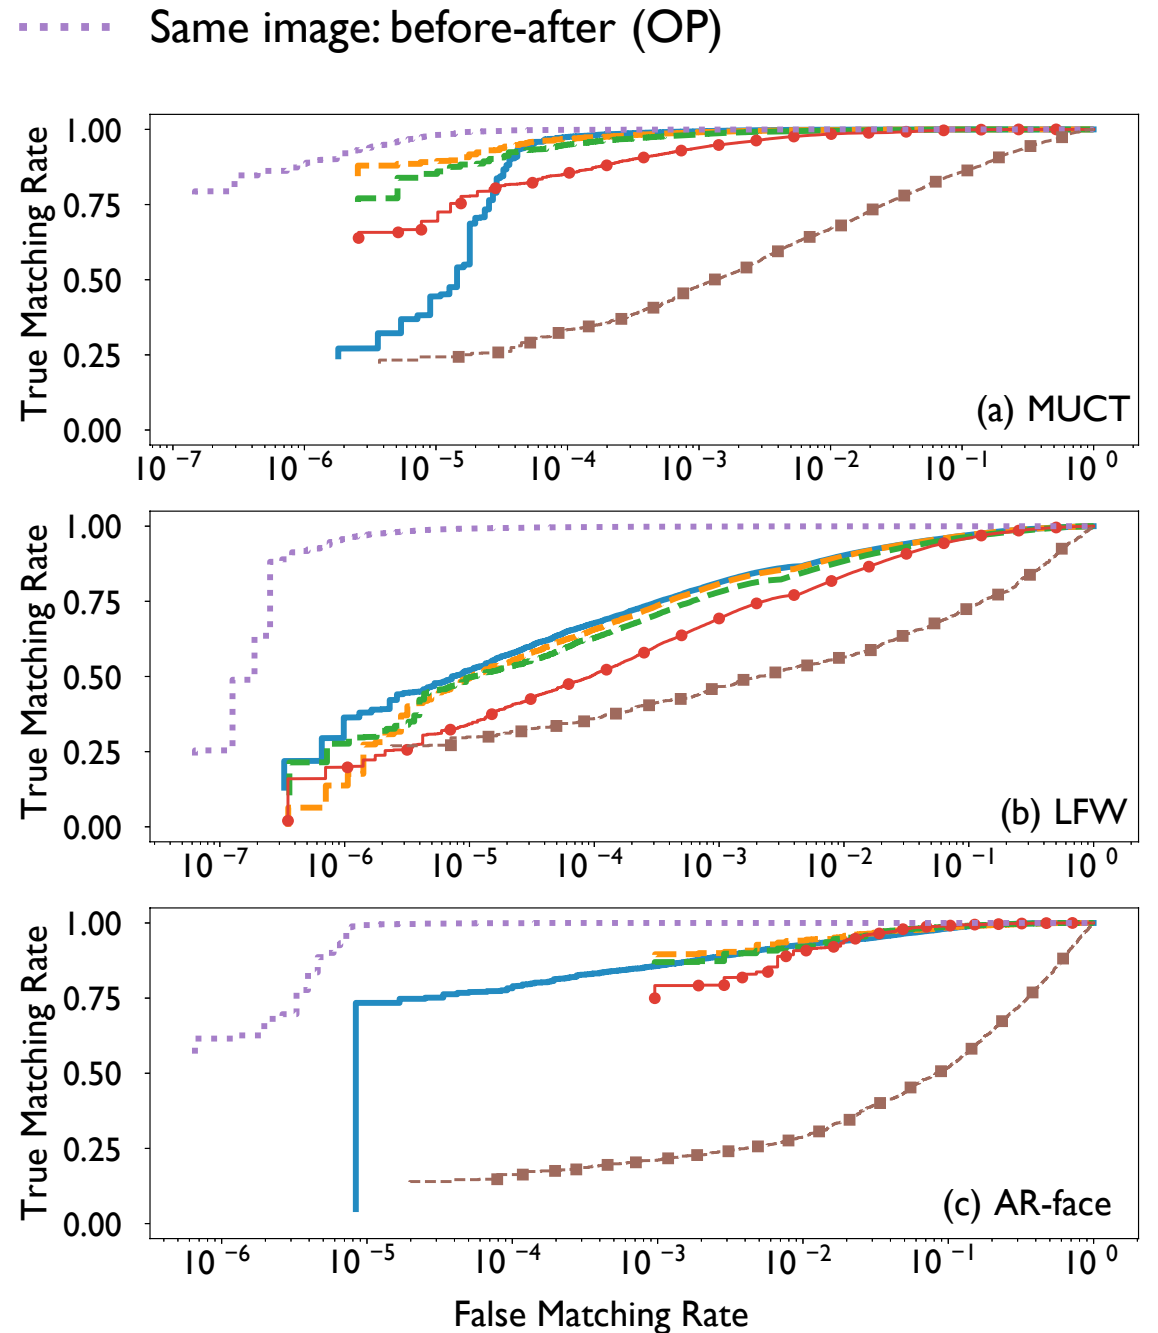 Same image: before-after (OP)
True Matching Rate
1.00
0.75
0.50
0.25
0.00
(a) MUCT
10^-7 10^-6 10^-5 10^-4 10^-3 10^-2 10^-1 10^0
True Matching Rate
1.00
0.75
0.50
0.25
0.00
(b) LFW
10^-7 10^-6 10^-5 10^-4 10^-3 10^-2 10^-1 10^0
True Matching Rate
1.00
0.75
0.50
0.25
0.00
(c) AR-face
10^-6 10^-5 10^-4 10^-3 10^-2 10^-1 10^0
False Matching Rate